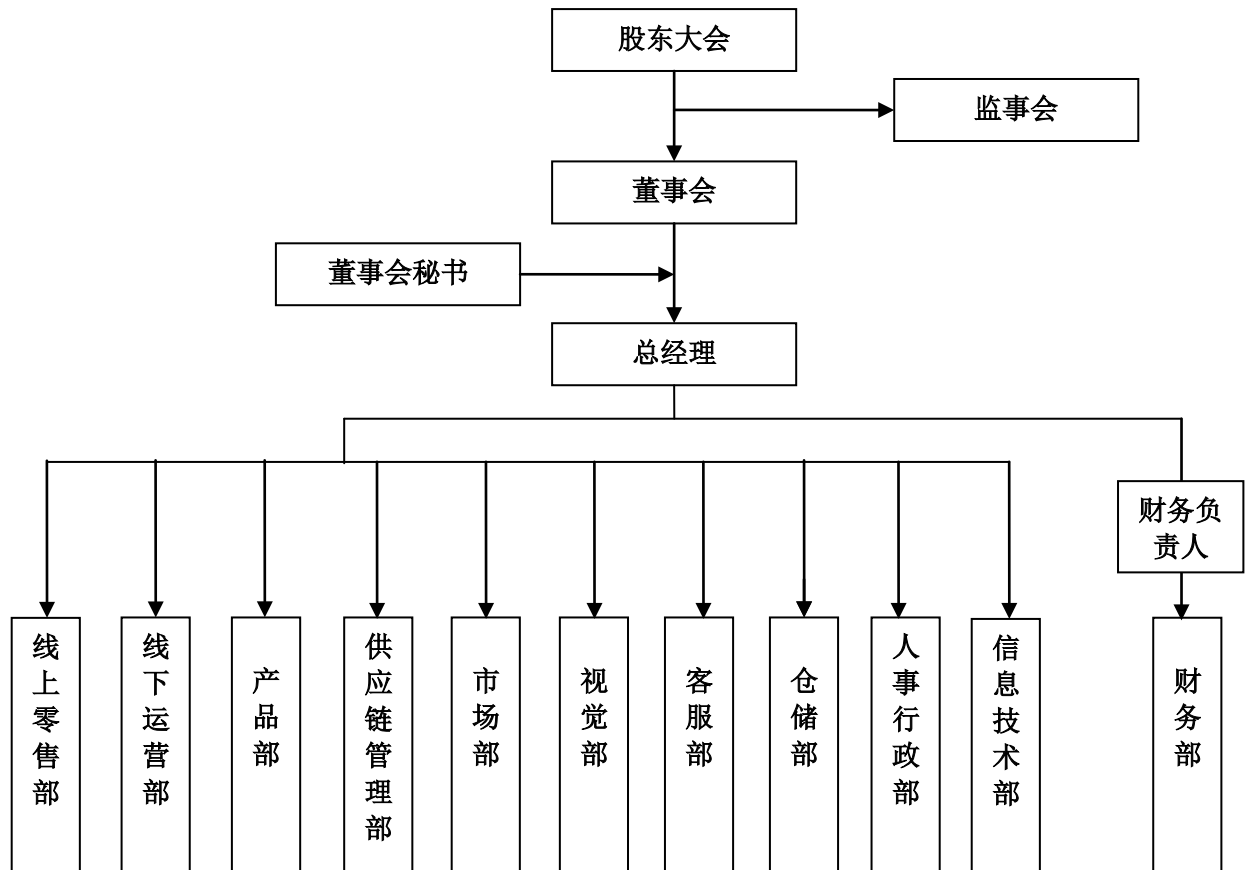 股东大会
监事会
董事会
董事会秘书
总经理
财务负
责人
线上零售部
线下运营部
产品部
供应链管理部
市场部
视觉部
客服部
仓储部
人事行政部
信息技术部
财务部